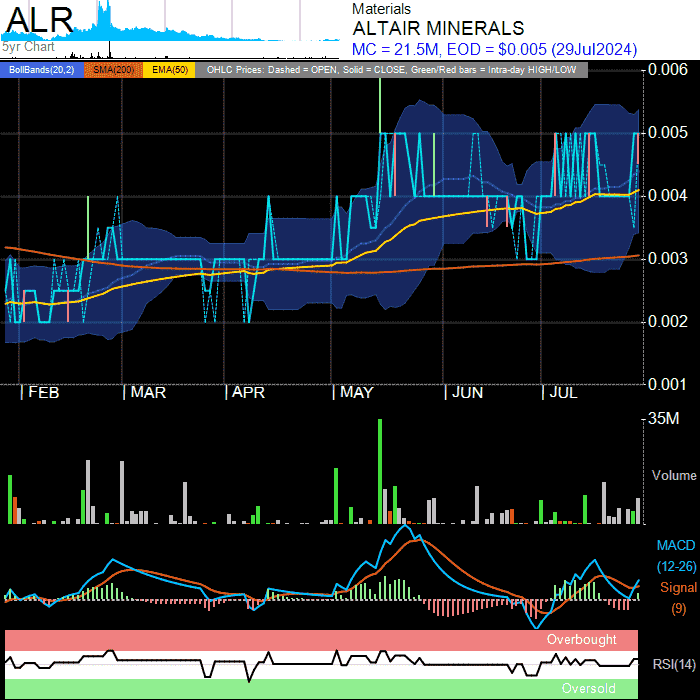 ALR
5yr Chart
Materials
ALTAIR MINERALS
MC = 21.5M, EOD = $0.005 (29Jul2024)
BollBands(20,2) SMA(200) EMA(50) OHLC Prices: Dashed = OPEN, Solid = CLOSE, Green/Red bars = Intra-day HIGH/LOW
0.006
0.005
0.004
0.003
0.002
0.001
| FEB | MAR | APR | MAY | JUN | JUL
35M
Volume
MACD
(12-26)
Signal
(9)
Overbought
RSI(14)
Oversold